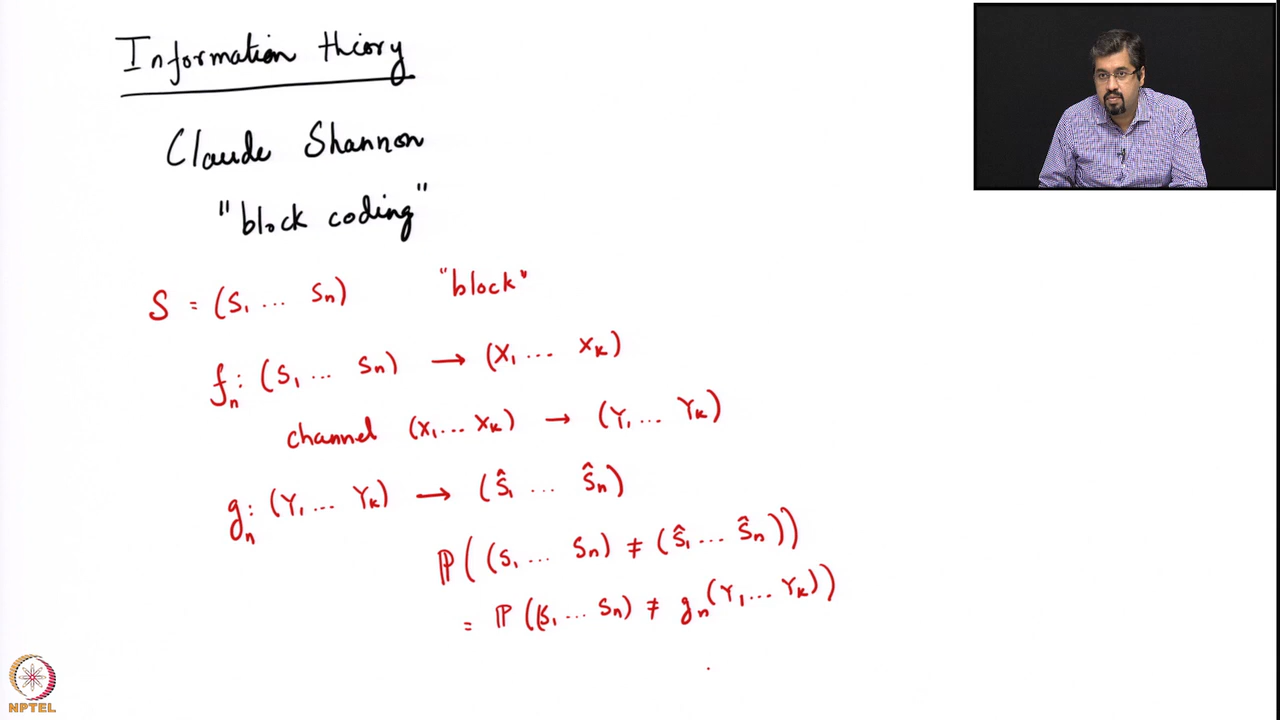 Information theory
Claude Shannon
"block coding"
S = (S₁ ... Sₙ) "block"
fₙ: (S₁ ... Sₙ) → (X₁ ... Xₖ)
channel (X₁ ... Xₖ) → (Y₁ ... Yₖ)
gₙ: (Y₁ ... Yₖ) → (Ŝ₁ ... Ŝₙ)
ℙ((S₁ ... Sₙ) ≠ (Ŝ₁ ... Ŝₙ))
= ℙ((S₁ ... Sₙ) ≠ gₙ(Y₁ ... Yₖ))
NPTEL